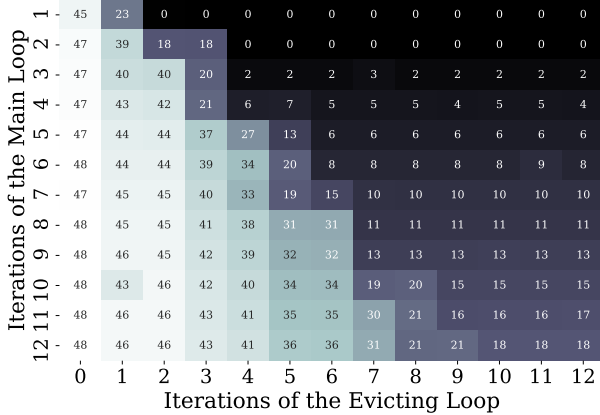 Iterations of the Main Loop
1 45 23 0 0 0 0 0 0 0 0 0 0 0
2 47 39 18 18 0 0 0 0 0 0 0 0 0
3 47 40 40 20 2 2 2 3 2 2 2 2 2
4 47 43 42 21 6 7 5 5 5 4 5 5 4
5 47 44 44 37 27 13 6 6 6 6 6 6 6
6 48 44 44 39 34 20 8 8 8 8 8 9 8
7 47 45 45 40 33 19 15 10 10 10 10 10 10
8 48 45 45 41 38 31 31 11 11 11 11 11 11
9 48 46 45 42 39 32 32 13 13 13 13 13 13
10 48 43 46 42 40 34 34 19 20 15 15 15 15
11 48 46 46 43 41 35 35 30 21 16 16 16 17
12 48 46 46 43 41 36 36 31 21 21 18 18 18
0 1 2 3 4 5 6 7 8 9 10 11 12
Iterations of the Evicting Loop